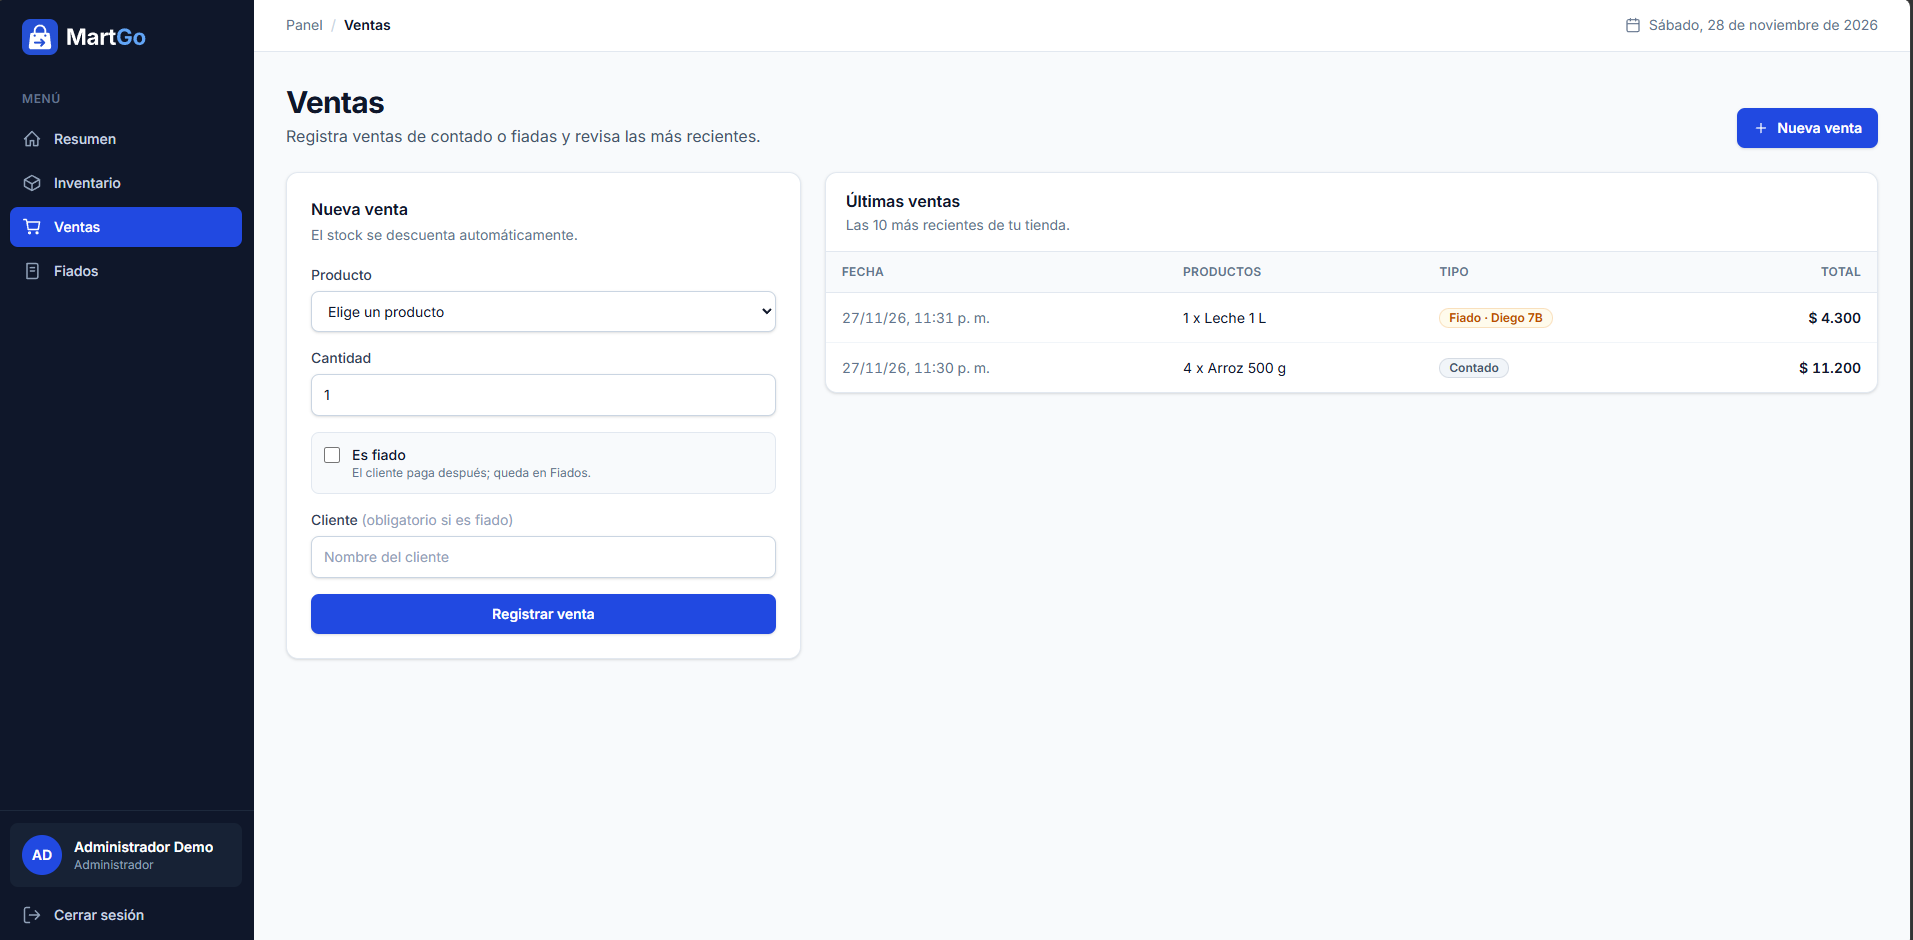 MartGo
MENÚ
Resumen
Inventario
Ventas
Fiados
AD
Administrador Demo
Administrador
Cerrar sesión
Panel / Ventas
Sábado, 28 de noviembre de 2026
Ventas
Registra ventas de contado o fiadas y revisa las más recientes.
+ Nueva venta
Nueva venta
El stock se descuenta automáticamente.
Producto
Elige un producto
Cantidad
1
Es fiado
El cliente paga después; queda en Fiados.
Cliente (obligatorio si es fiado)
Nombre del cliente
Registrar venta
Últimas ventas
Las 10 más recientes de tu tienda.
FECHA PRODUCTOS TIPO TOTAL
27/11/26, 11:31 p. m. 1 x Leche 1 L Fiado · Diego 7B $ 4.300
27/11/26, 11:30 p. m. 4 x Arroz 500 g Contado $ 11.200